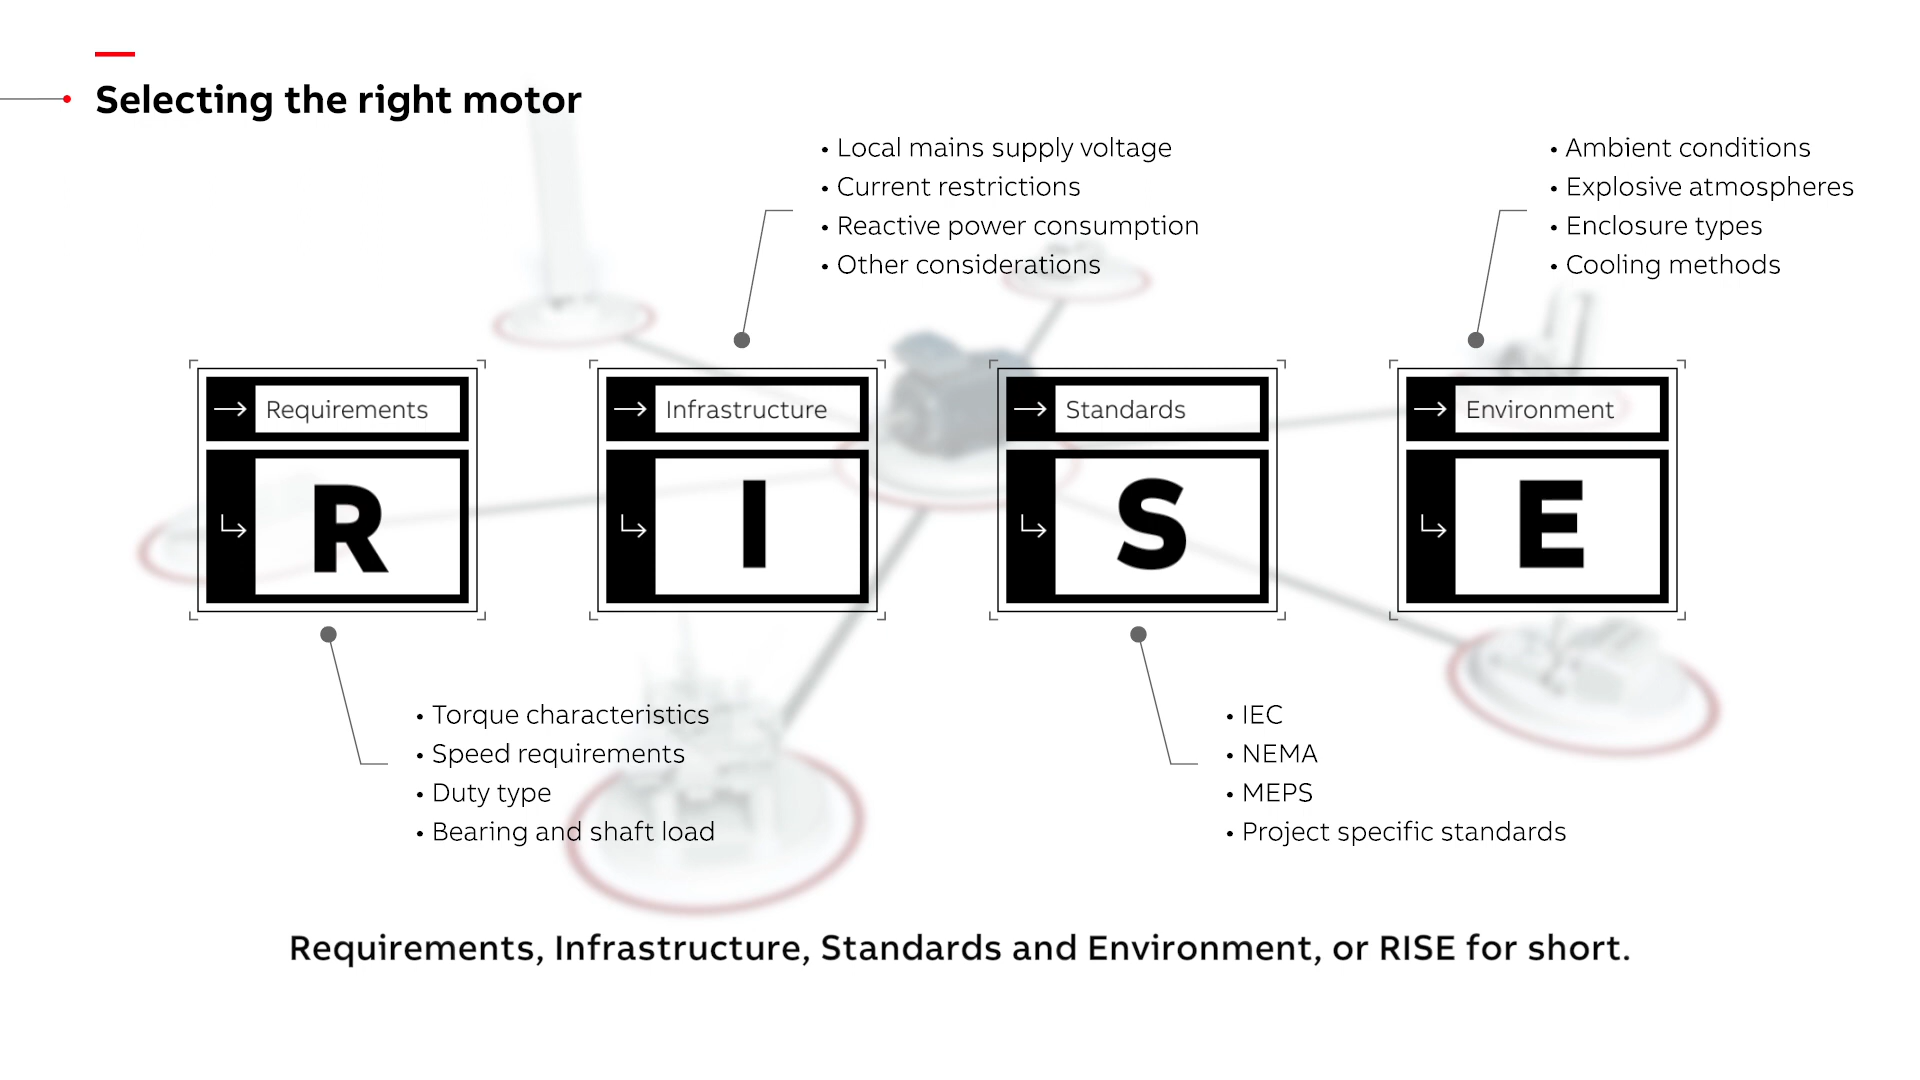 Selecting the right motor
• Local mains supply voltage
• Current restrictions
• Reactive power consumption
• Other considerations
• Ambient conditions
• Explosive atmospheres
• Enclosure types
• Cooling methods
Requirements
R
Infrastructure
I
Standards
S
Environment
E
• Torque characteristics
• Speed requirements
• Duty type
• Bearing and shaft load
• IEC
• NEMA
• MEPS
• Project specific standards
Requirements, Infrastructure, Standards and Environment, or RISE for short.